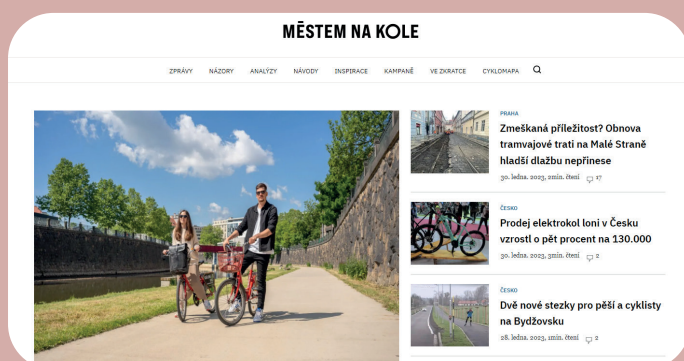 MĚSTEM NA KOLE
ZPRÁVY NÁZORY ANALÝZY NÁVODY INSPIRACE KAMPANĚ VE ZKRATCE CYKLOMAPA
PRAHA
Zmeškaná příležitost? Obnova
tramvajové trati na Malé Straně
hladší dlažbu nepřinese
30. ledna. 2023, 2min. čtení 17
ČESKO
Prodej elektrokol loni v Česku
vzrostl o pět procent na 130.000
30. ledna. 2023, 3min. čtení 2
ČESKO
Dvě nové stezky pro pěší a cyklisty
na Bydžovsku
28. ledna. 2023, 1min. čtení 2